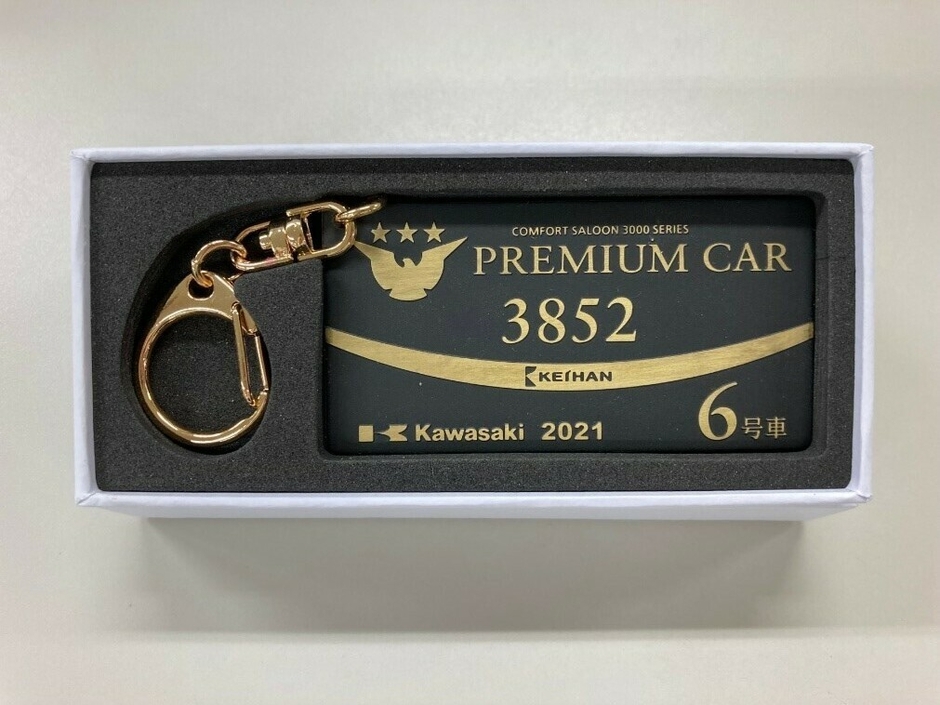 COMFORT SALOON 3000 SERIES
PREMIUM CAR
3852
KEIHAN
Kawasaki 2021
6号車